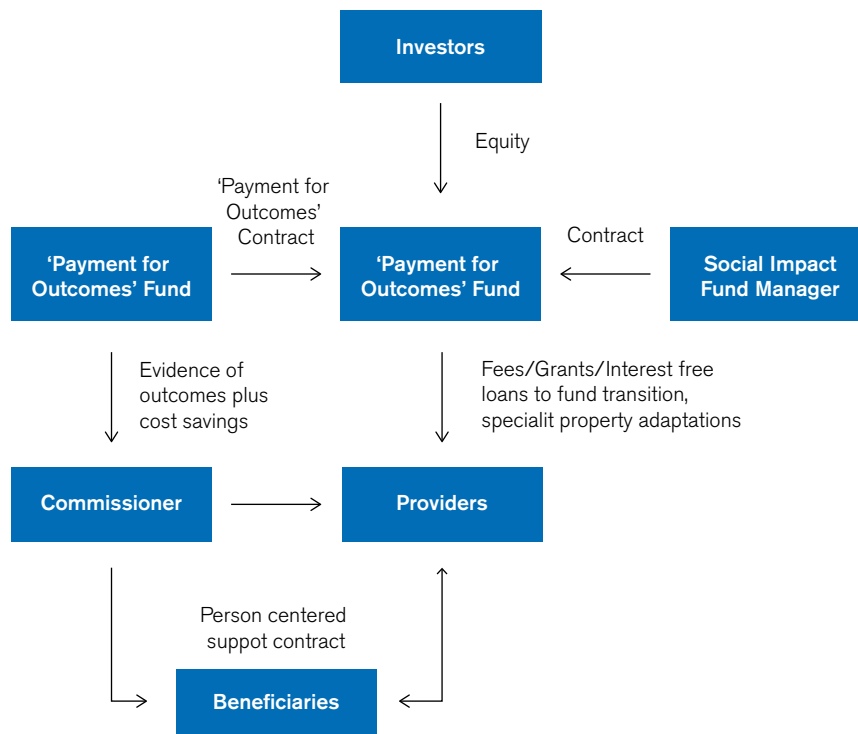 Investors
Equity
‘Payment for
Outcomes’
Contract
Contract
‘Payment for
Outcomes’ Fund
‘Payment for
Outcomes’ Fund
Social Impact
Fund Manager
Evidence of
outcomes plus
cost savings
Fees/Grants/Interest free
loans to fund transition,
specialit property adaptations
Commissioner
Providers
Person centered
suppot contract
Beneficiaries